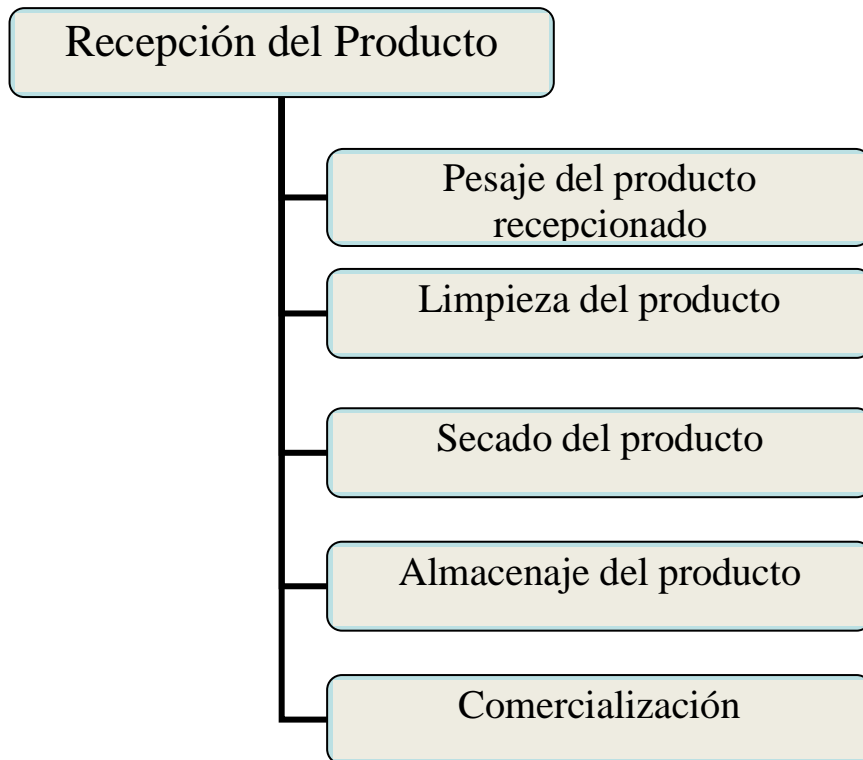 Recepción del Producto
Pesaje del producto
recepcionado
Limpieza del producto
Secado del producto
Almacenaje del producto
Comercialización